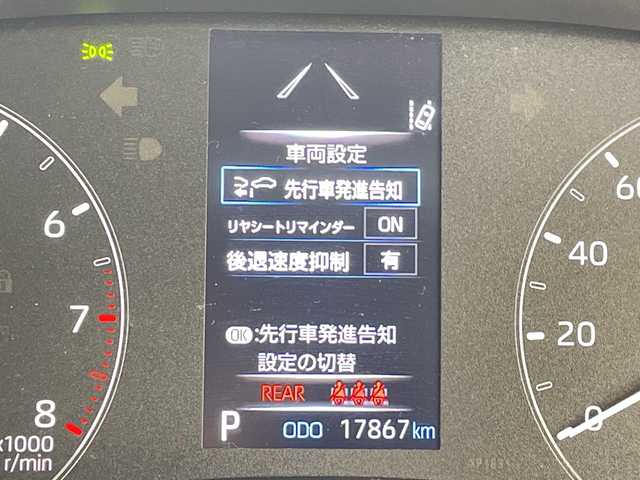 車両設定
先行車発進告知
リヤシートリマインダー ON
後退速度抑制 有
OK:先行車発進告知
設定の切替
REAR
P ODO 17867km
6
7
8
x1000
r/min
60
40
20
0